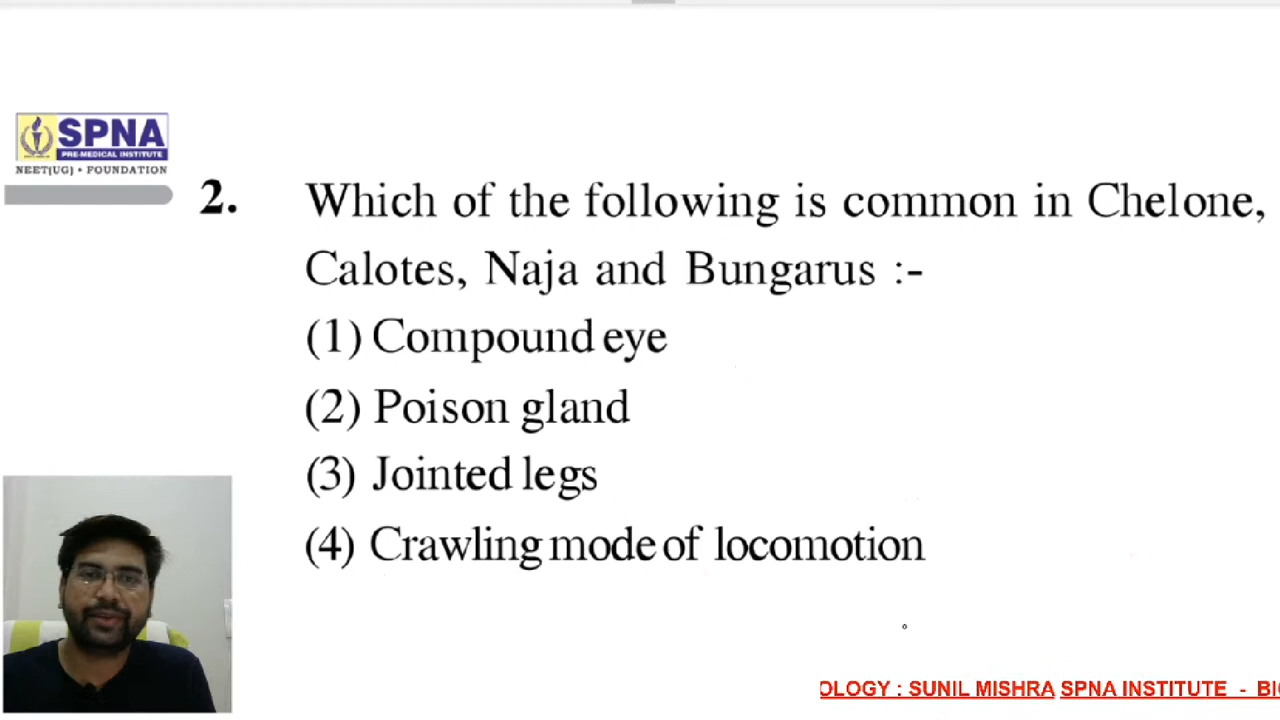 SPNA
PRE-MEDICAL INSTITUTE
NEET(UG) • FOUNDATION
2. Which of the following is common in Chelone,
Calotes, Naja and Bungarus :-
(1) Compound eye
(2) Poison gland
(3) Jointed legs
(4) Crawling mode of locomotion
OLOGY : SUNIL MISHRA SPNA INSTITUTE - BI